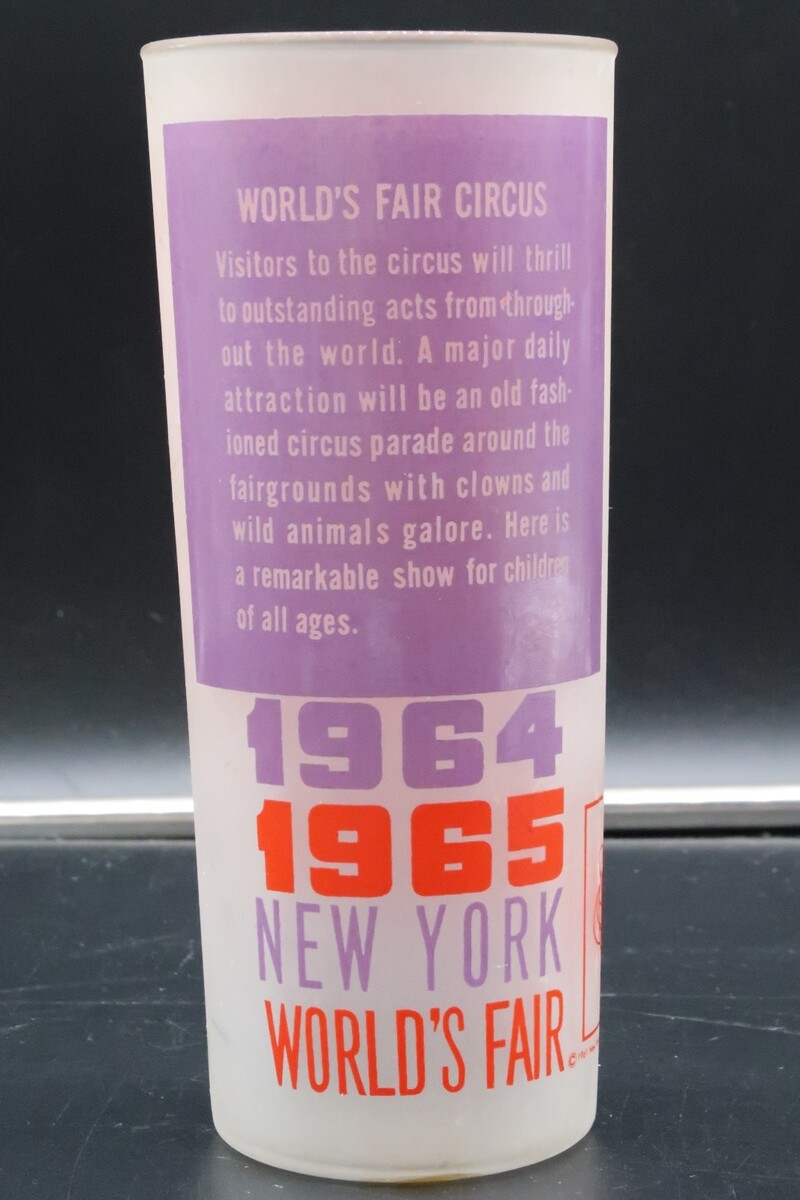 WORLD'S FAIR CIRCUS
Visitors to the circus will thrill
to outstanding acts from through-
out the world. A major daily
attraction will be an old fash-
ioned circus parade around the
fairgrounds with clowns and
wild animals galore. Here is
a remarkable show for children
of all ages.
1964
1965
NEW YORK
WORLD'S FAIR
©